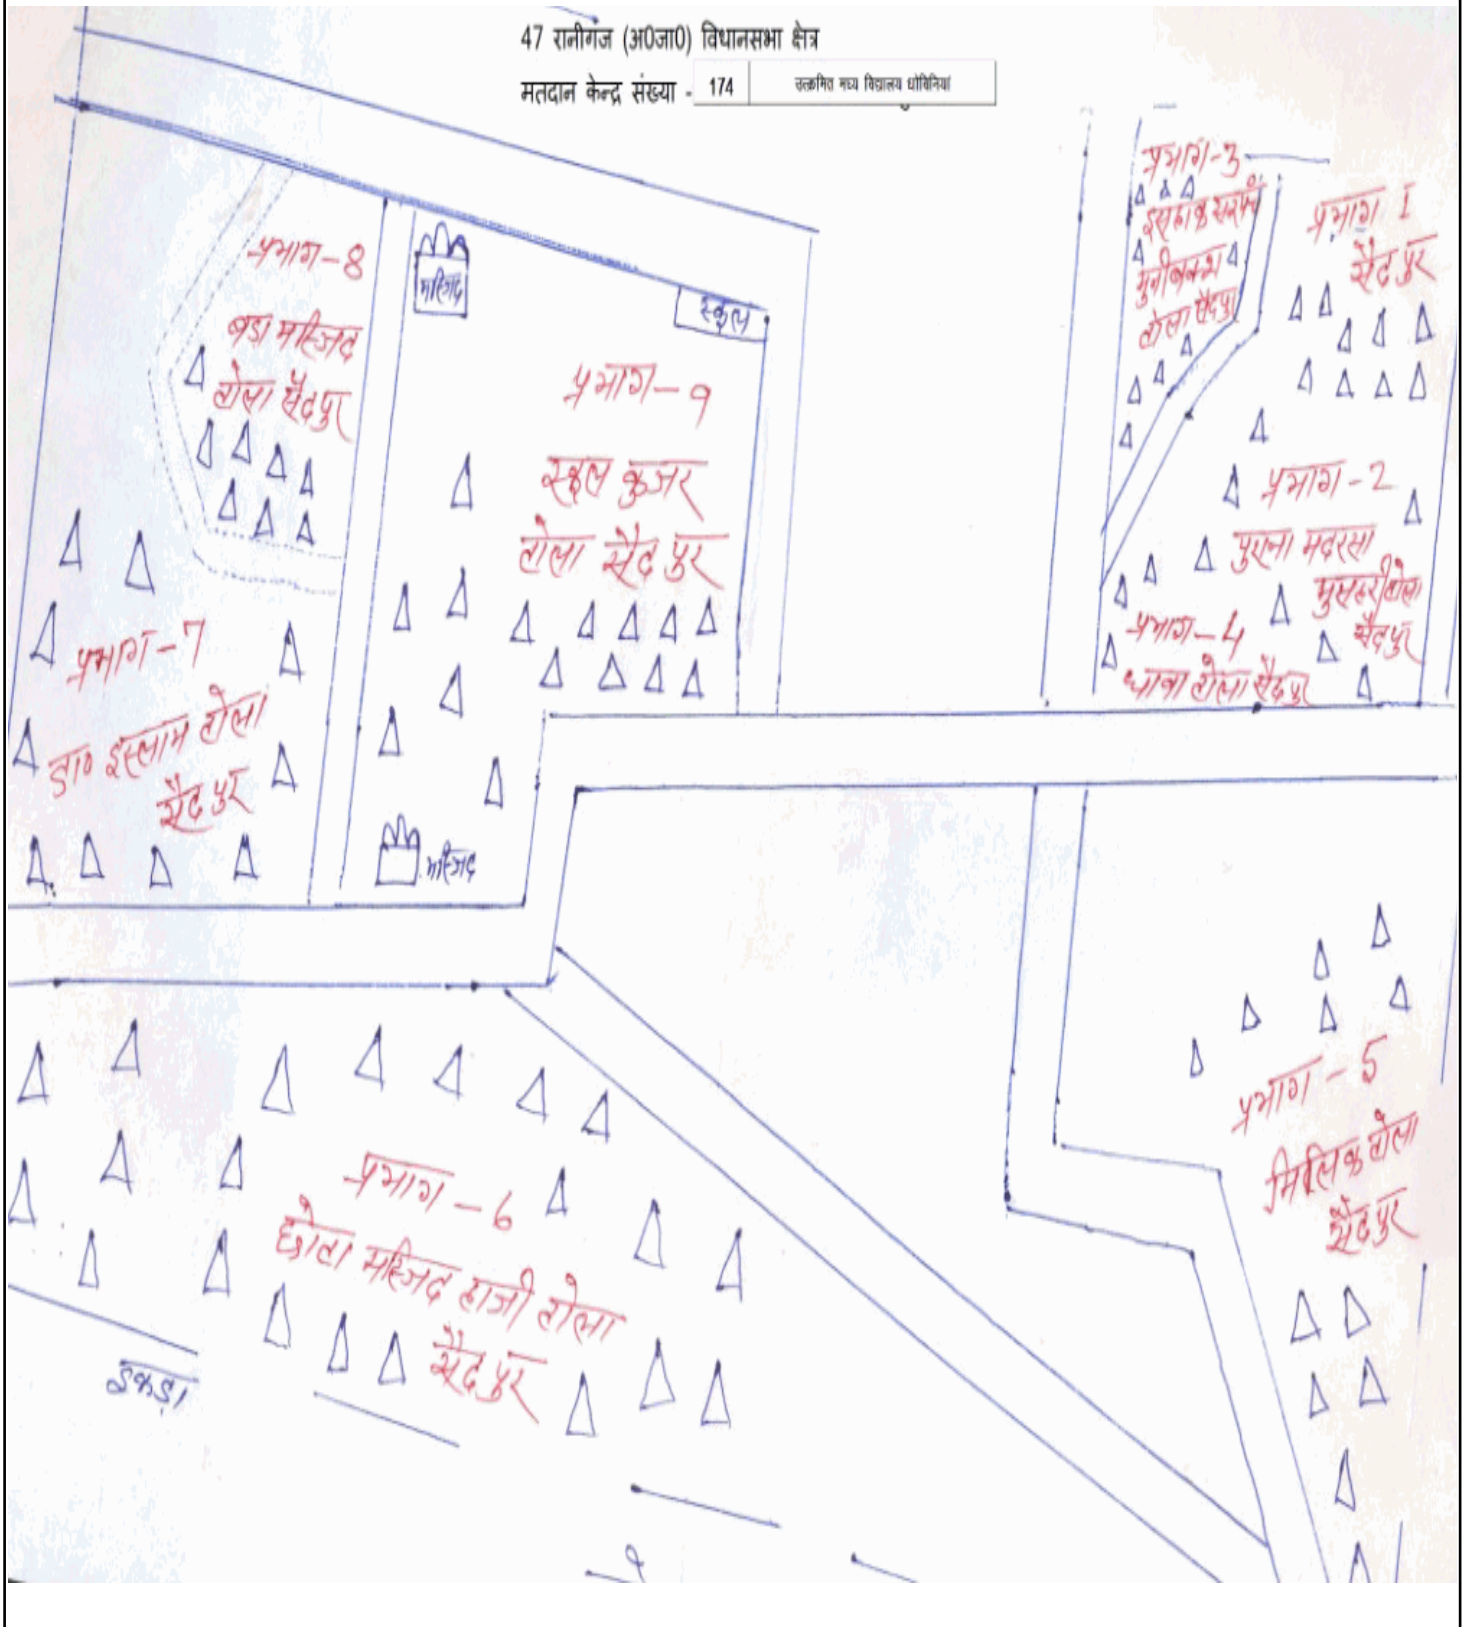 47 रानीगंज (अ0जा0) विधानसभा क्षेत्र
मतदान केन्द्र संख्या - 174 उत्क्रमित मध्य विद्यालय धोबिनियां
प्रभाग-3
टोला सैदपुर
प्रभाग 1
सैदपुर
प्रभाग-8
बडा मस्जिद
टोला सैदपुर
मस्जिद
स्कूल
प्रभाग-9
स्कूल कुजर
टोला सैदपुर
प्रभाग-2
पुराना मदरसा
सैदपुर
प्रभाग-4
टोला सैदपुर
प्रभाग-7
डा० इस्लाम टोला
सैदपुर
मस्जिद
प्रभाग-5
मिलिक टोला
सैदपुर
प्रभाग-6
छोटा मस्जिद हाजी टोला
सैदपुर